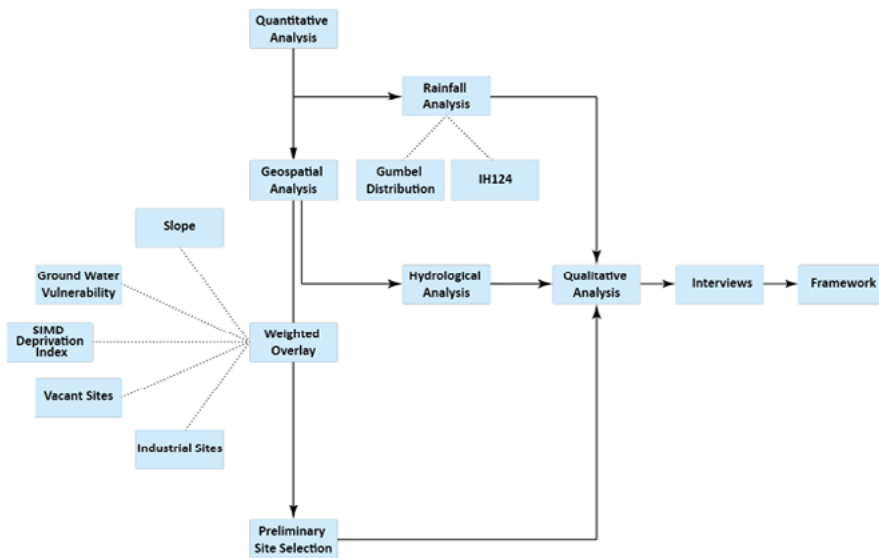 Quantitative
Analysis
Rainfall
Analysis
Geospatial
Analysis
Gumbel
Distribution
IH124
Slope
Ground Water
Vulnerability
Hydrological
Analysis
Qualitative
Analysis
Interviews
Framework
SIMD
Deprivation
Index
Weighted
Overlay
Vacant Sites
Industrial Sites
Preliminary
Site Selection